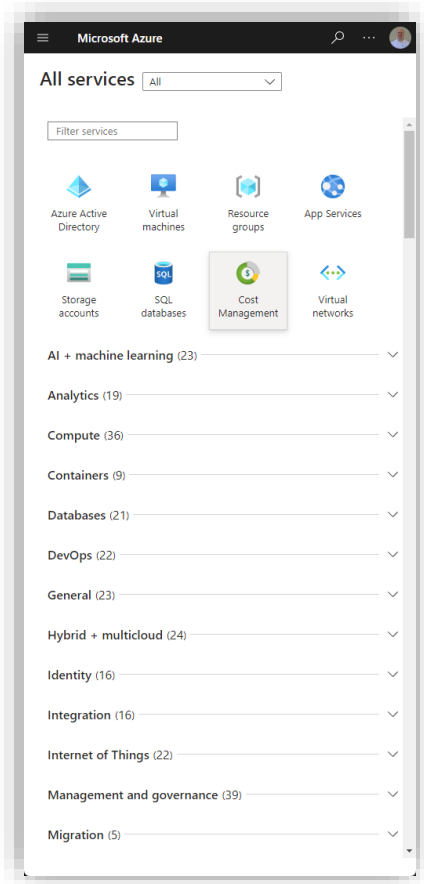 Microsoft Azure
All services All
Filter services
Azure Active
Directory
Virtual
machines
Resource
groups
App Services
Storage
accounts
SQL
SQL
databases
$
Cost
Management
Virtual
networks
AI + machine learning (23)
Analytics (19)
Compute (36)
Containers (9)
Databases (21)
DevOps (22)
General (23)
Hybrid + multicloud (24)
Identity (16)
Integration (16)
Internet of Things (22)
Management and governance (39)
Migration (5)